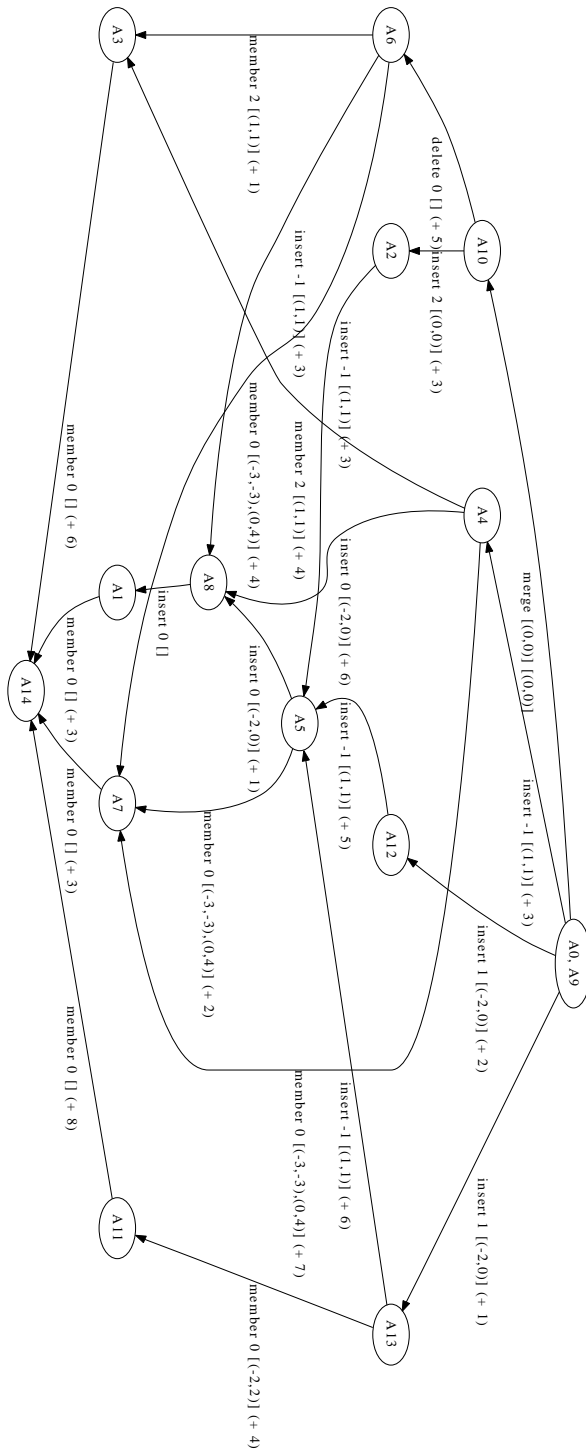 A0, A9
merge [(0,0)] [(0,0)]
insert -1 [(1,1)] (+ 3)
insert 1 [(-2,0)] (+ 2)
insert 1 [(-2,0)] (+ 1)
A10
A4
delete 0 [] (+ 5)
insert 2 [(0,0)] (+ 3)
A6
A2
A12
A13
insert -1 [(1,1)] (+ 3)
insert 0 [(-2,0)] (+ 6)
insert -1 [(1,1)] (+ 5)
insert -1 [(1,1)] (+ 6)
insert -1 [(1,1)] (+ 3)
member 2 [(1,1)] (+ 4)
A5
member 0 [(-3,-3),(0,4)] (+ 7)
member 2 [(1,1)] (+ 1)
member 0 [(-3,-3),(0,4)] (+ 4)
insert 0 [(-2,0)] (+ 1)
member 0 [(-2,2)] (+ 4)
A8
member 0 [(-3,-3),(0,4)] (+ 2)
insert 0 []
A3
A1
A7
A11
member 0 [] (+ 6)
member 0 [] (+ 3)
member 0 [] (+ 3)
member 0 [] (+ 8)
A14